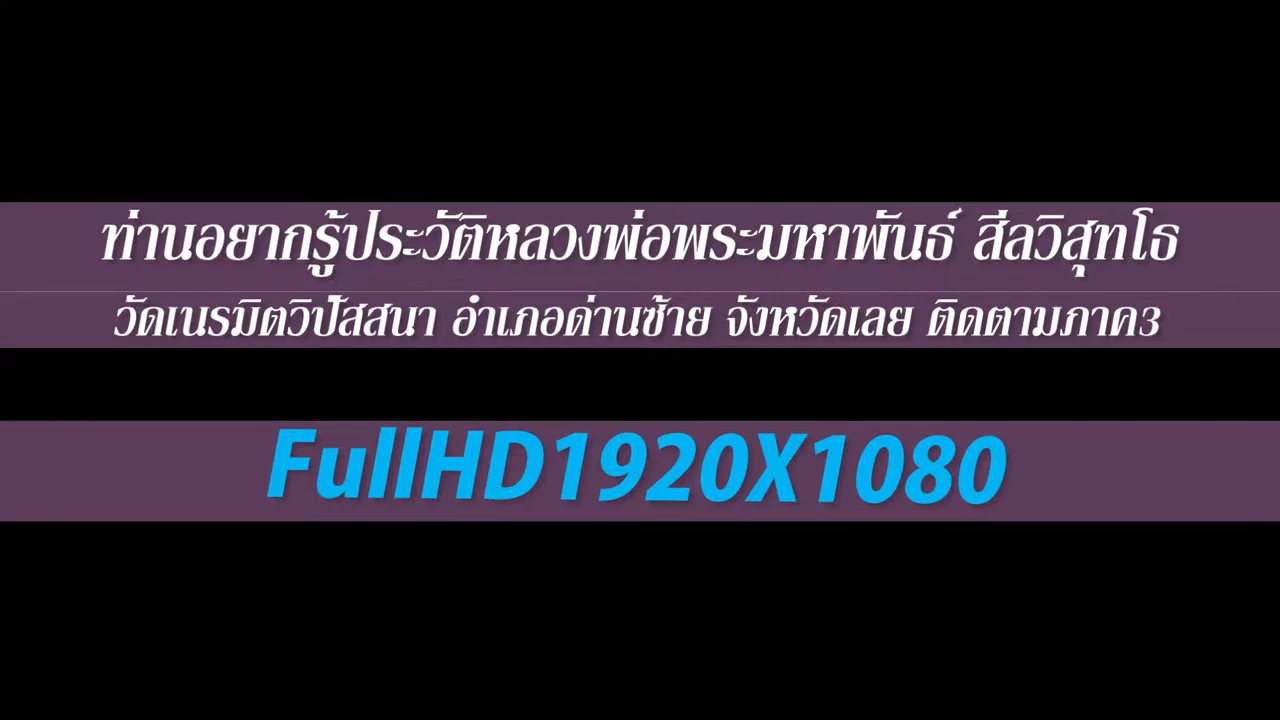 ท่านอยากรู้ประวัติหลวงพ่อพระมหาพันธ์ สีลวิสุทโธ
วัดเนรมิตวิปัสสนา อำเภอด่านซ้าย จังหวัดเลย ติดตามภาค3
FullHD1920X1080